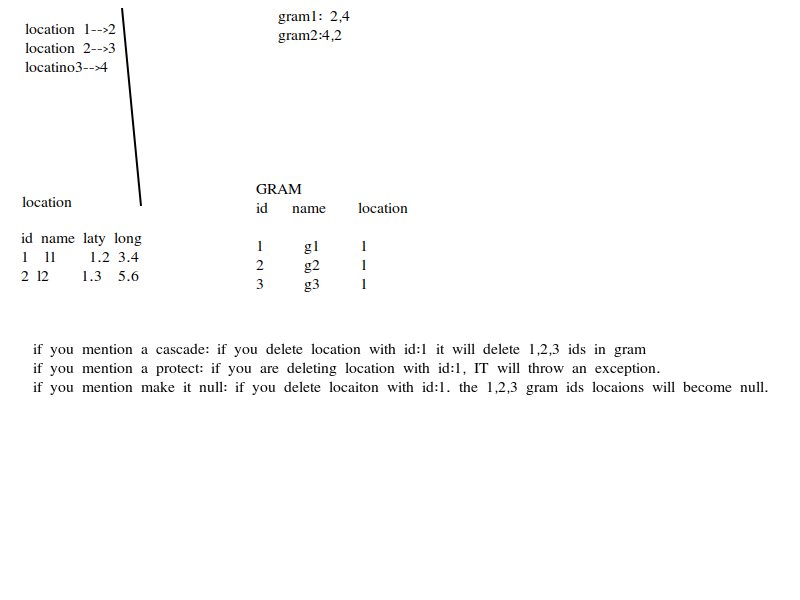 location 1-->2
location 2-->3
locatino3-->4
gram1: 2,4
gram2:4,2
location
id name laty long
1 l1 1.2 3.4
2 l2 1.3 5.6
GRAM
id name location
1 g1 1
2 g2 1
3 g3 1
if you mention a cascade: if you delete location with id:1 it will delete 1,2,3 ids in gram
if you mention a protect: if you are deleting location with id:1, IT will throw an exception.
if you mention make it null: if you delete locaiton with id:1. the 1,2,3 gram ids locaions will become null.